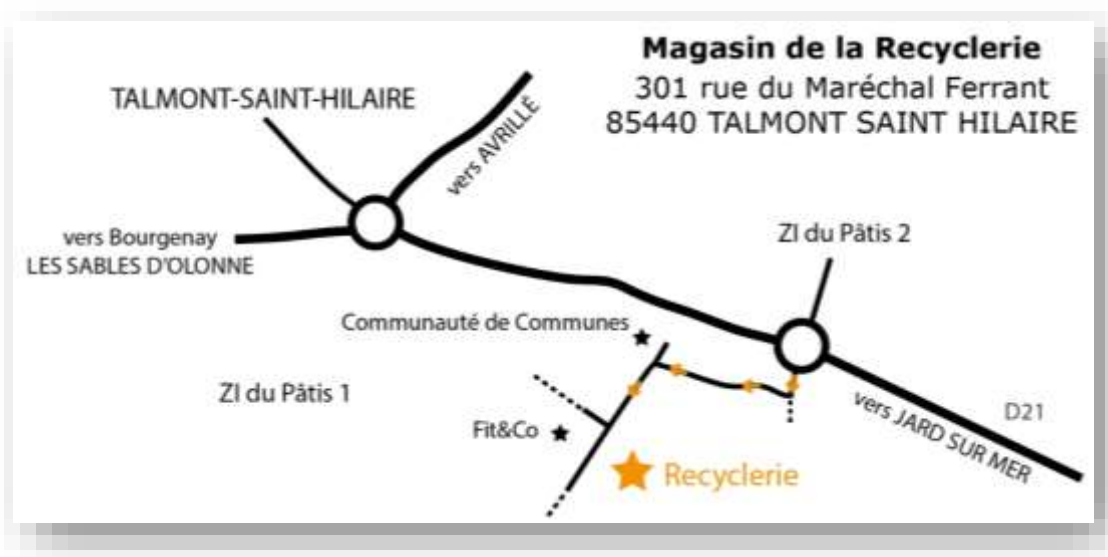 Magasin de la Recyclerie
301 rue du Maréchal Ferrant
85440 TALMONT SAINT HILAIRE
TALMONT-SAINT-HILAIRE
vers AVRILLÉ
vers Bourgenay
LES SABLES D'OLONNE
ZI du Pâtis 2
Communauté de Communes
ZI du Pâtis 1
Fit&Co
vers JARD SUR MER
D21
Recyclerie